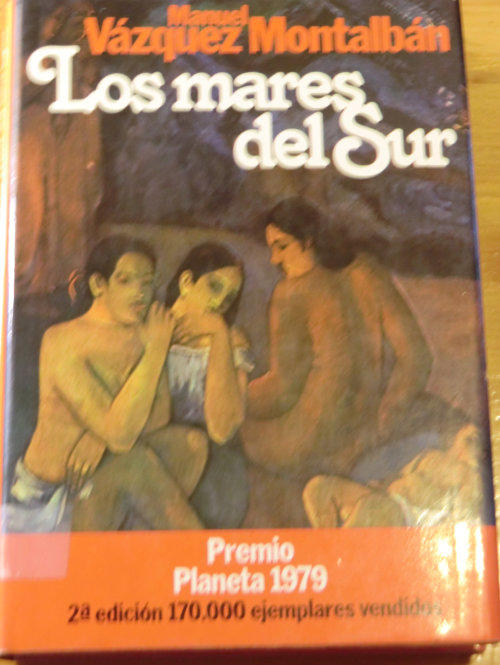 Manuel
Vázquez Montalbán
Los mares
del Sur
Premio
Planeta 1979
2ª edición 170.000 ejemplares vendidos